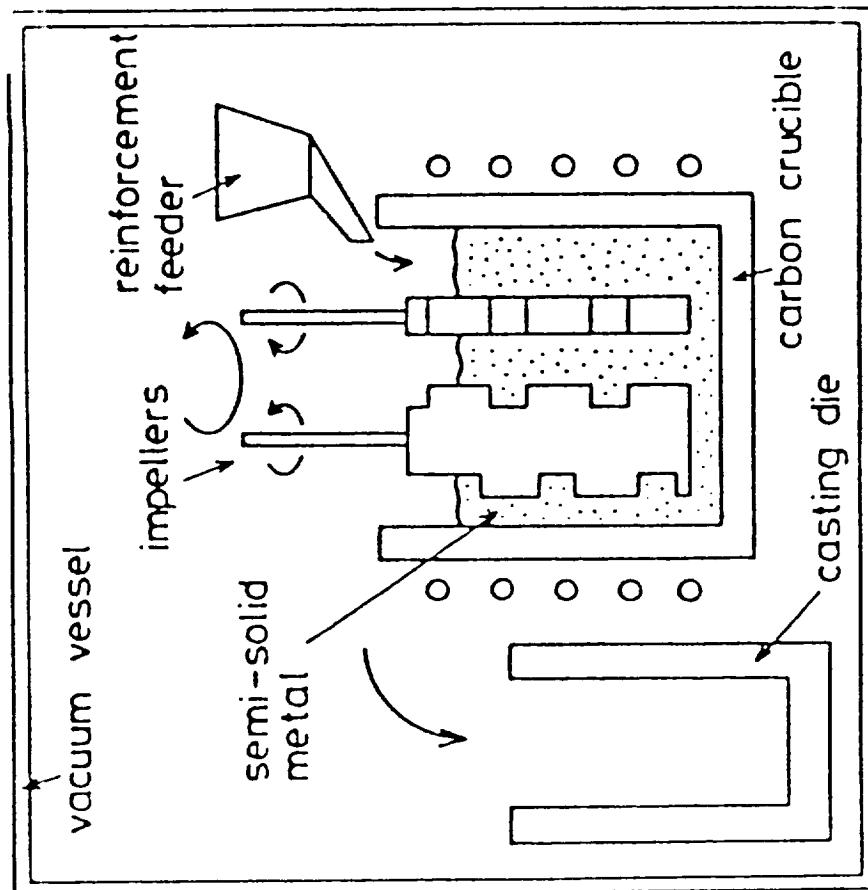 vacuum vessel
impellers
reinforcement
feeder
semi-solid
metal
carbon crucible
casting die